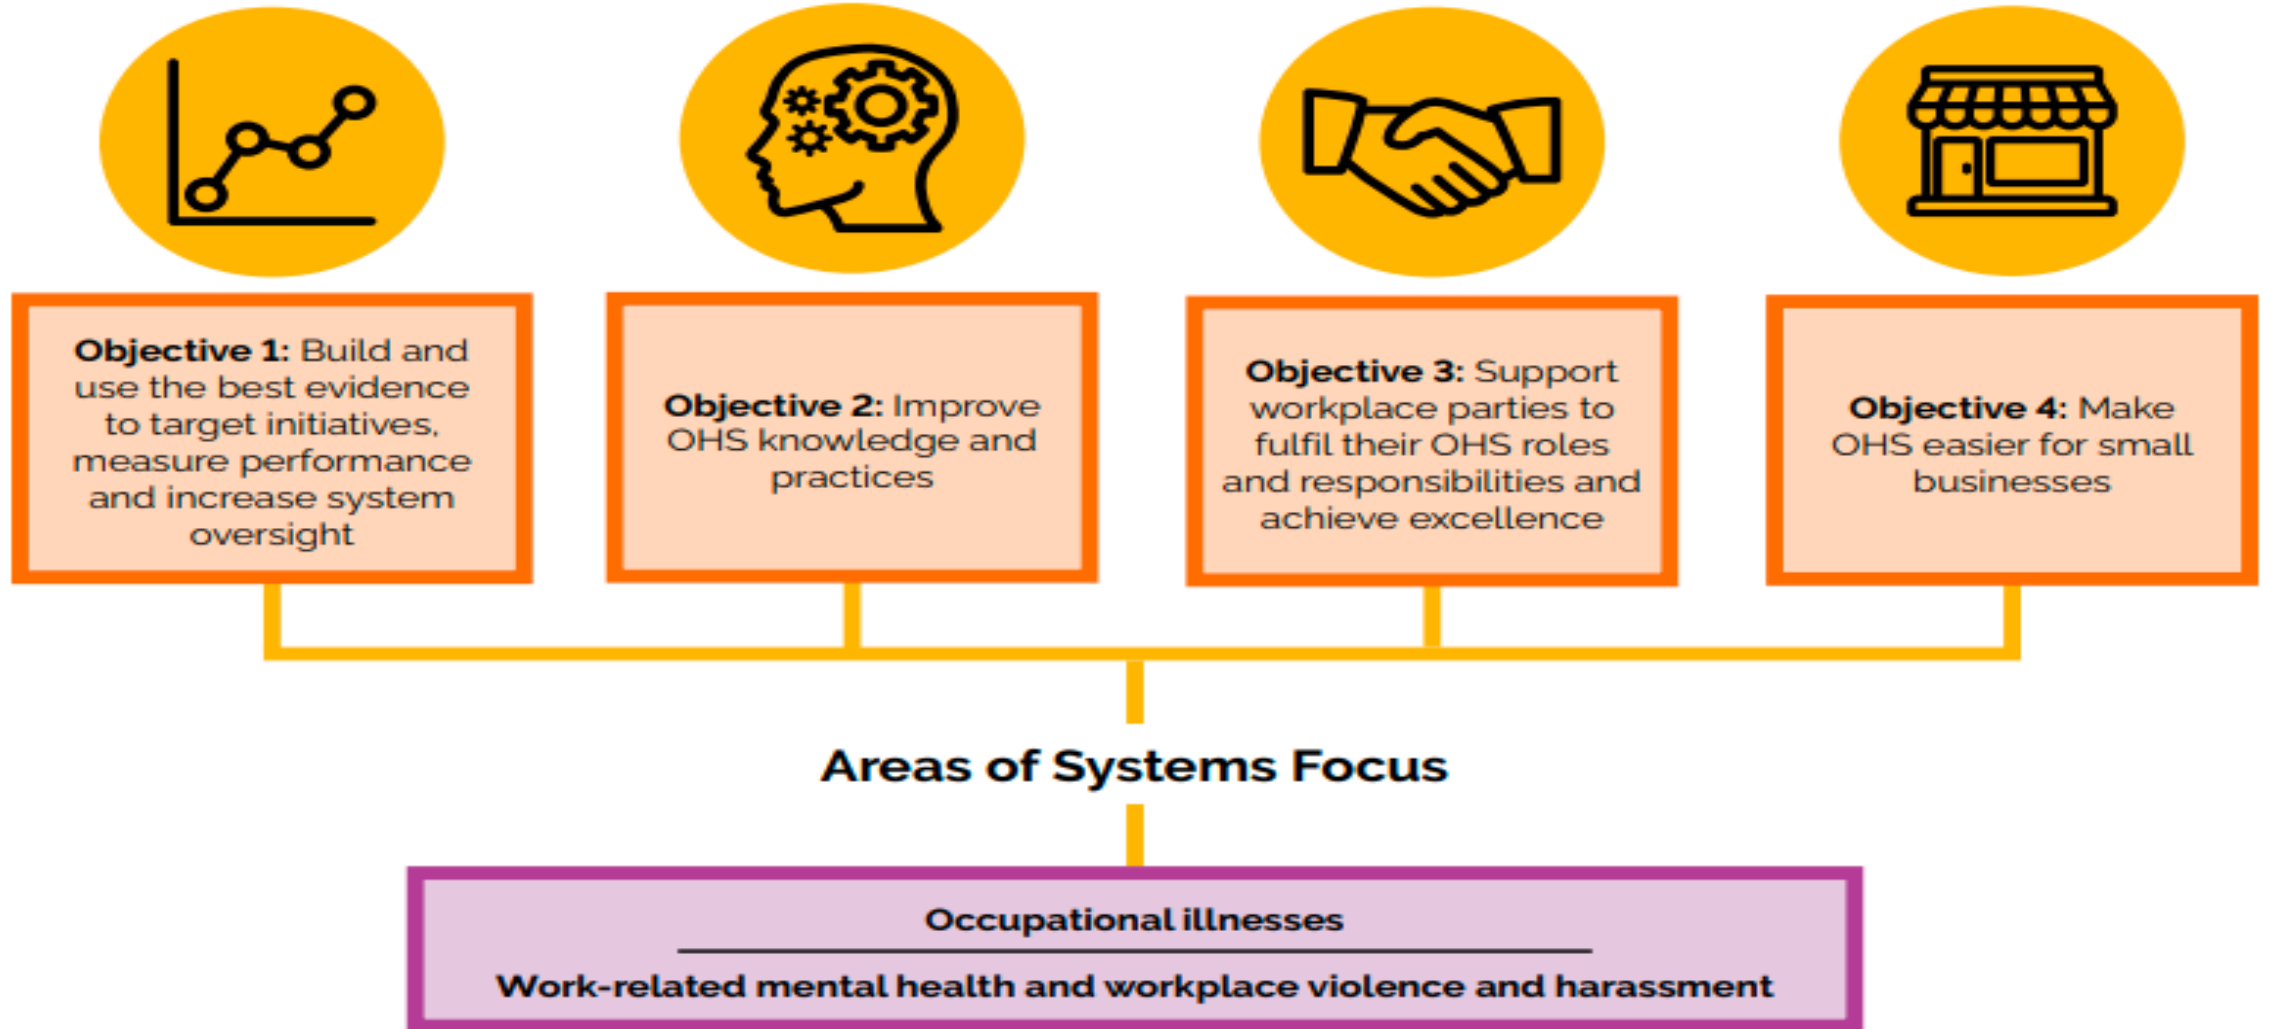 Objective 1: Build and
use the best evidence
to target initiatives,
measure performance
and increase system
oversight
Objective 2: Improve
OHS knowledge and
practices
Objective 3: Support
workplace parties to
fulfil their OHS roles
and responsibilities and
achieve excellence
Objective 4: Make
OHS easier for small
businesses
Areas of Systems Focus
Occupational illnesses
Work-related mental health and workplace violence and harassment